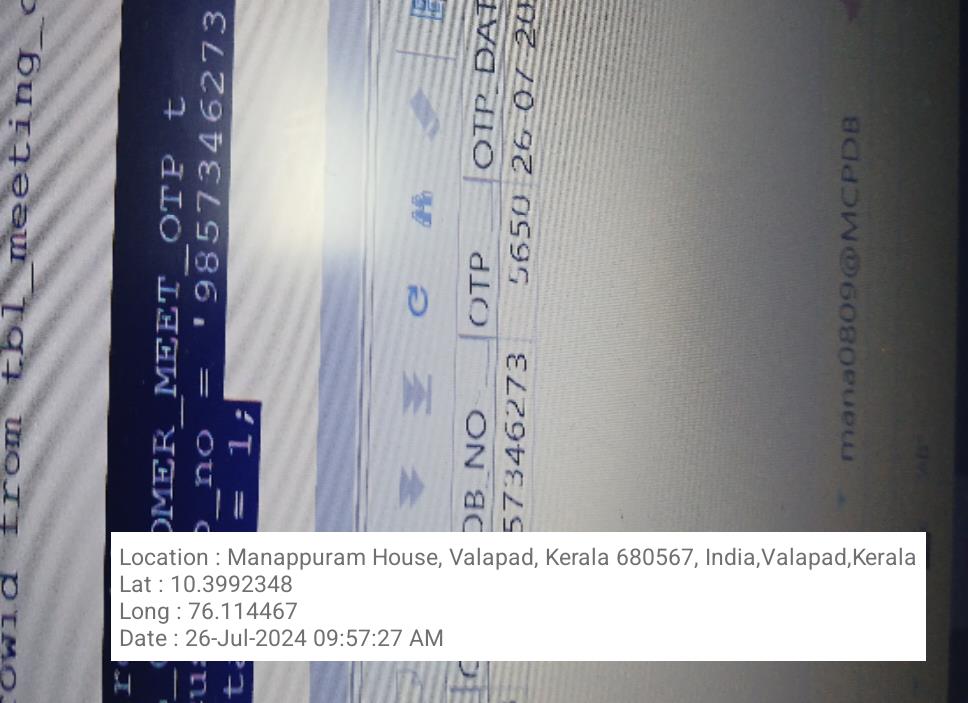 rowid from tbl_meeting_
OMER_MEET_OTP t
_no = '9857346273
= 1;
OB_NO OTP OTP_DAT
57346273 5650 26-07-20
mana0809@MCPDB
Location : Manappuram House, Valapad, Kerala 680567, India,Valapad,Kerala
Lat : 10.3992348
Long : 76.114467
Date : 26-Jul-2024 09:57:27 AM